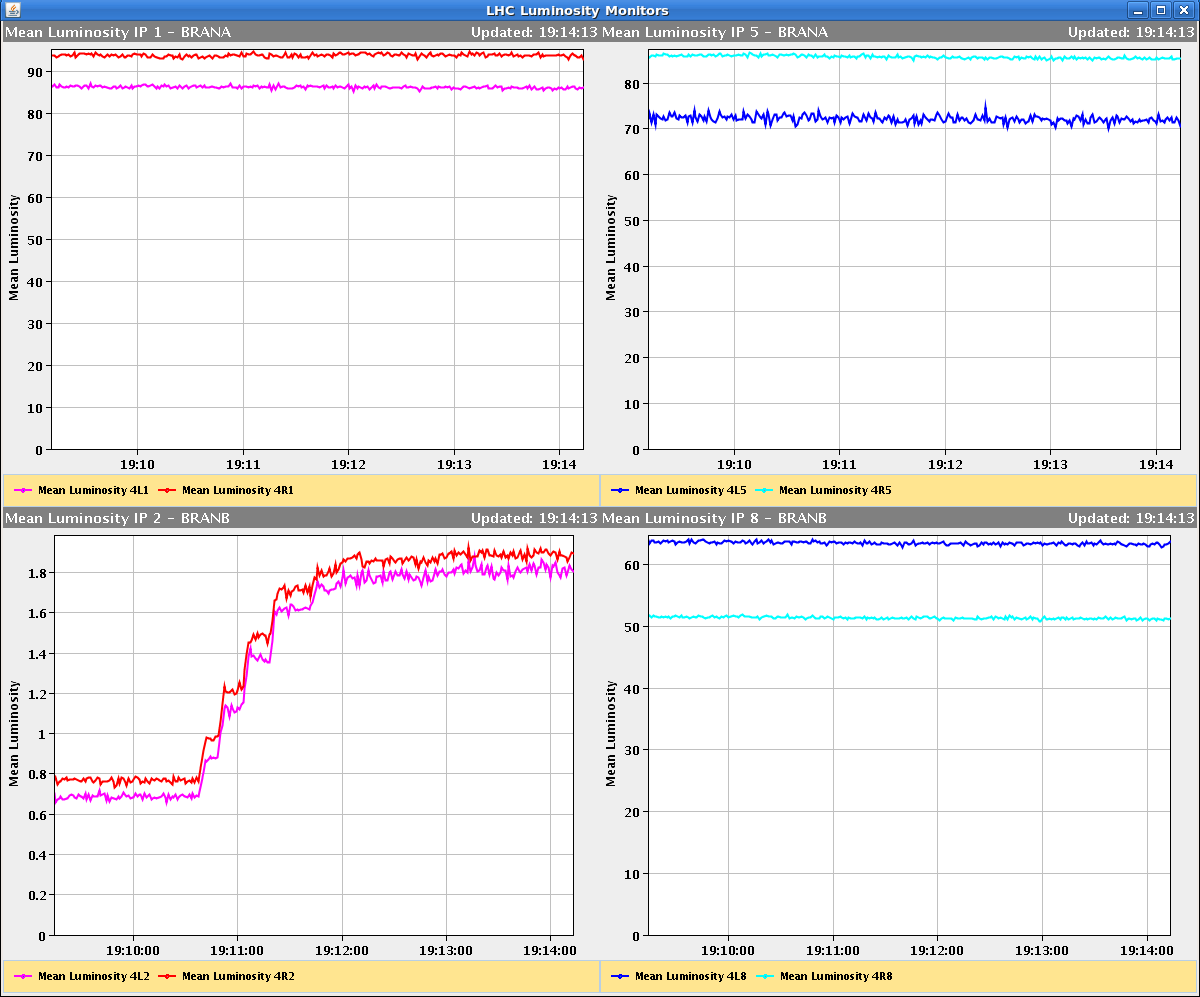 LHC Luminosity Monitors
Mean Luminosity IP 1 - BRANA Updated: 19:14:13
90
80
70
60
50
40
30
20
10
0
Mean Luminosity
19:10 19:11 19:12 19:13 19:14
Mean Luminosity 4L1 Mean Luminosity 4R1
Mean Luminosity IP 5 - BRANA Updated: 19:14:13
80
70
60
50
40
30
20
10
0
Mean Luminosity
19:10 19:11 19:12 19:13 19:14
Mean Luminosity 4L5 Mean Luminosity 4R5
Mean Luminosity IP 2 - BRANB Updated: 19:14:13
1.8
1.6
1.4
1.2
1
0.8
0.6
0.4
0.2
0
Mean Luminosity
19:10:00 19:11:00 19:12:00 19:13:00 19:14:00
Mean Luminosity 4L2 Mean Luminosity 4R2
Mean Luminosity IP 8 - BRANB Updated: 19:14:13
60
50
40
30
20
10
0
Mean Luminosity
19:10:00 19:11:00 19:12:00 19:13:00 19:14:00
Mean Luminosity 4L8 Mean Luminosity 4R8